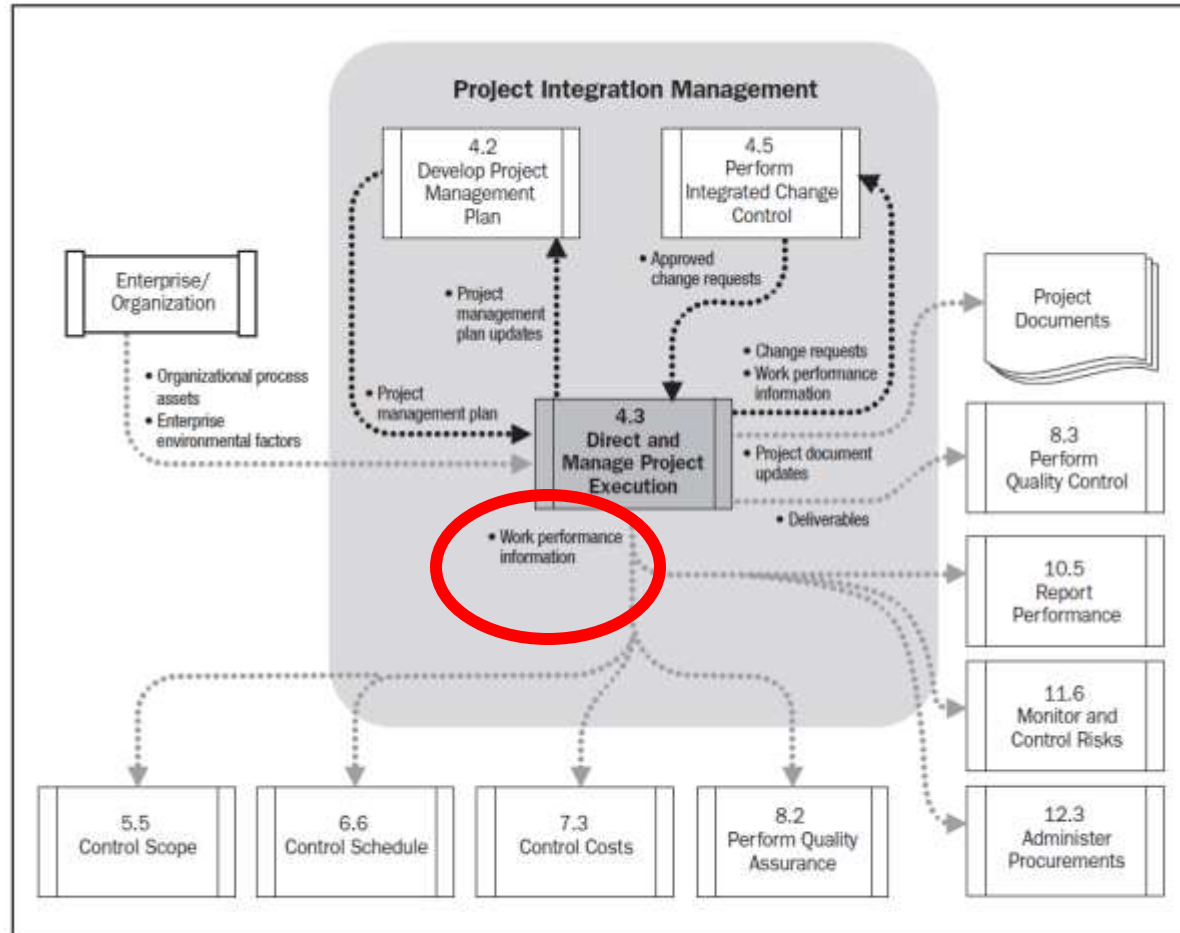 Project Integration Management
4.2
Develop Project
Management
Plan
4.5
Perform
Integrated Change
Control
Enterprise/
Organization
• Approved
change requests
• Project
management
plan updates
Project
Documents
• Organizational process
assets
• Enterprise
environmental factors
• Project
management plan
• Change requests
• Work performance
information
4.3
Direct and
Manage Project
Execution
• Project document
updates
• Deliverables
8.3
Perform
Quality Control
• Work performance
information
10.5
Report
Performance
11.6
Monitor and
Control Risks
5.5
Control Scope
6.6
Control Schedule
7.3
Control Costs
8.2
Perform Quality
Assurance
12.3
Administer
Procurements